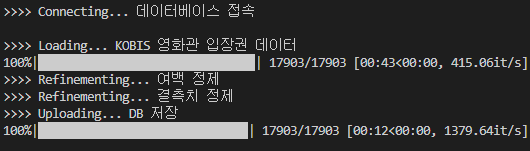 >>>> Connecting... 데이터베이스 접속
>>>> Loading... KOBIS 영화관 입장권 데이터
100%|██████████| 17903/17903 [00:43<00:00, 415.06it/s]
>>>> Refinementing... 여백 정제
>>>> Refinementing... 결측치 정제
>>>> Uploading... DB 저장
100%|██████████| 17903/17903 [00:12<00:00, 1379.64it/s]